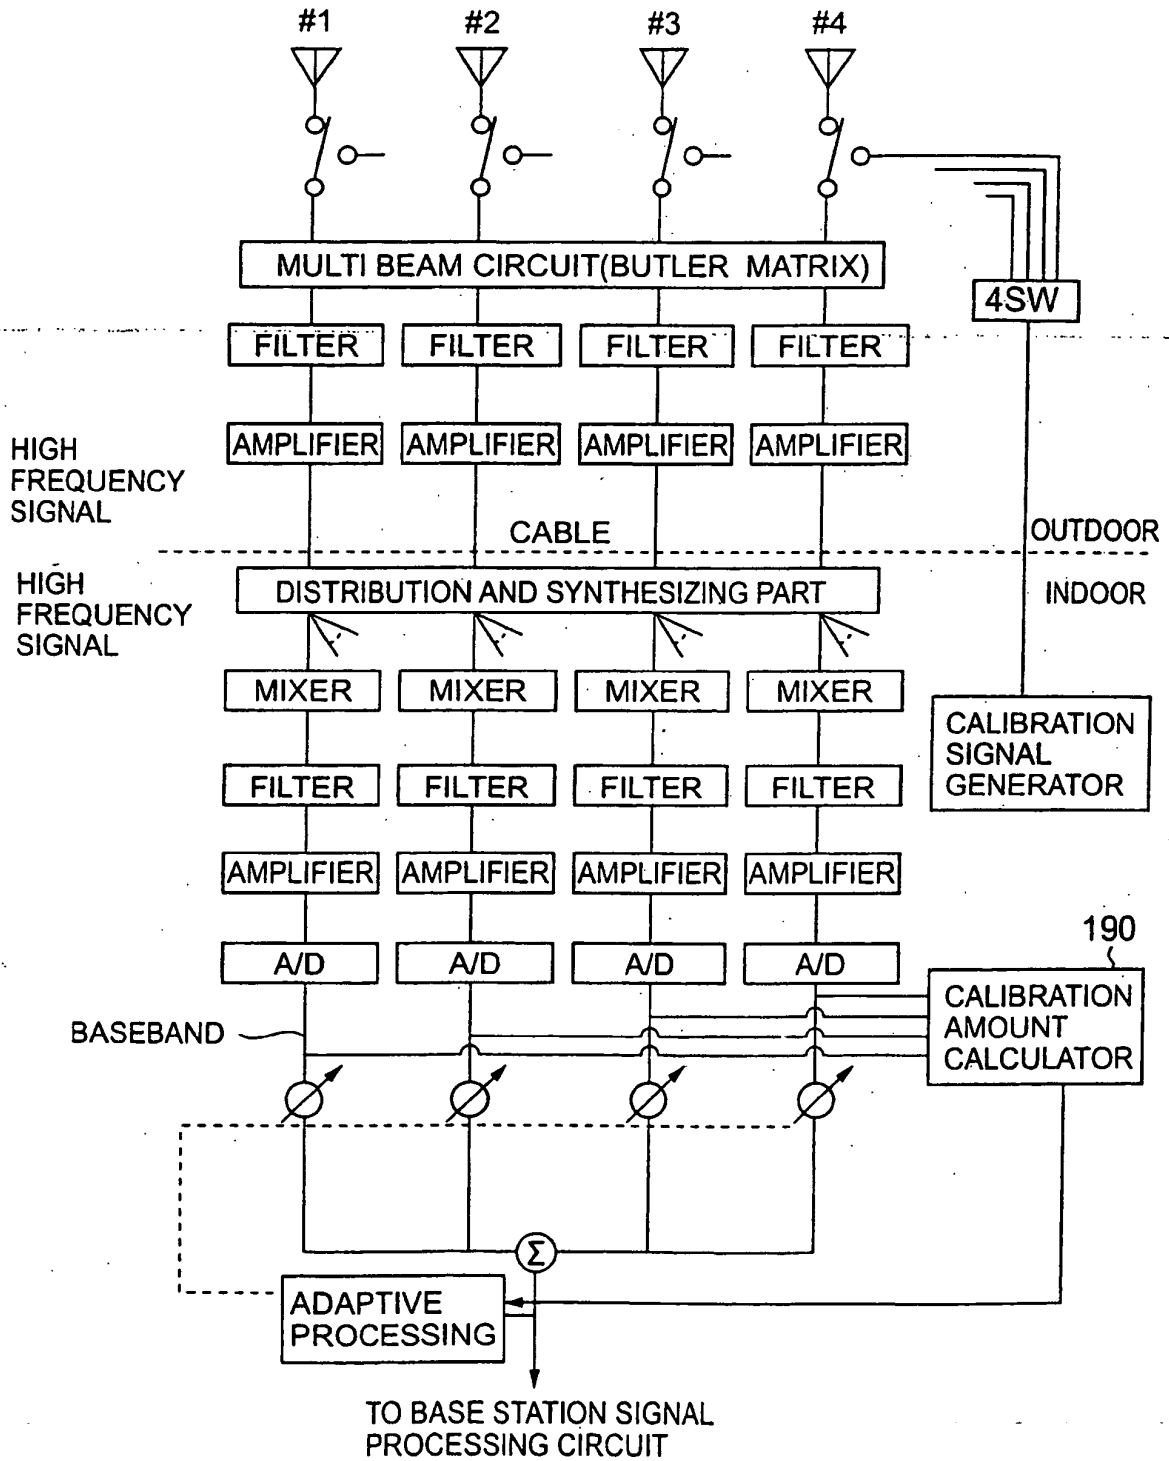 #1 #2 #3 #4
MULTI BEAM CIRCUIT(BUTLER MATRIX)
4SW
FILTER FILTER FILTER FILTER
AMPLIFIER AMPLIFIER AMPLIFIER AMPLIFIER
HIGH
FREQUENCY
SIGNAL
CABLE
OUTDOOR
DISTRIBUTION AND SYNTHESIZING PART
HIGH
FREQUENCY
SIGNAL
INDOOR
MIXER MIXER MIXER MIXER
CALIBRATION
SIGNAL
GENERATOR
FILTER FILTER FILTER FILTER
AMPLIFIER AMPLIFIER AMPLIFIER AMPLIFIER
190
A/D A/D A/D A/D
CALIBRATION
AMOUNT
CALCULATOR
BASEBAND
Σ
ADAPTIVE
PROCESSING
TO BASE STATION SIGNAL
PROCESSING CIRCUIT